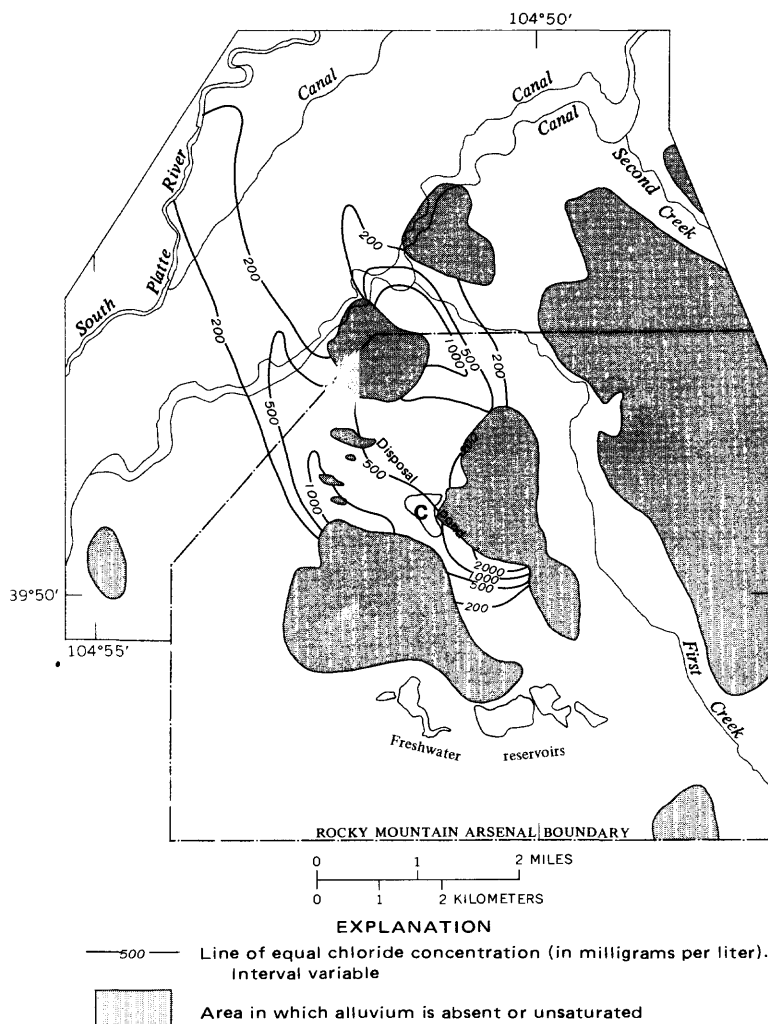 104°50′
Canal
Canal
Canal
River
Second
Creek
Platte
South
200
200
200
500
1000
200
200
500
Disposal
500
1000
C
2000
1000
500
200
39°50′
104°55′
First
Creek
Freshwater reservoirs
ROCKY MOUNTAIN ARSENAL BOUNDARY
0 1 2 MILES
0 1 2 KILOMETERS
EXPLANATION
500 Line of equal chloride concentration (in milligrams per liter).
Interval variable
Area in which alluvium is absent or unsaturated